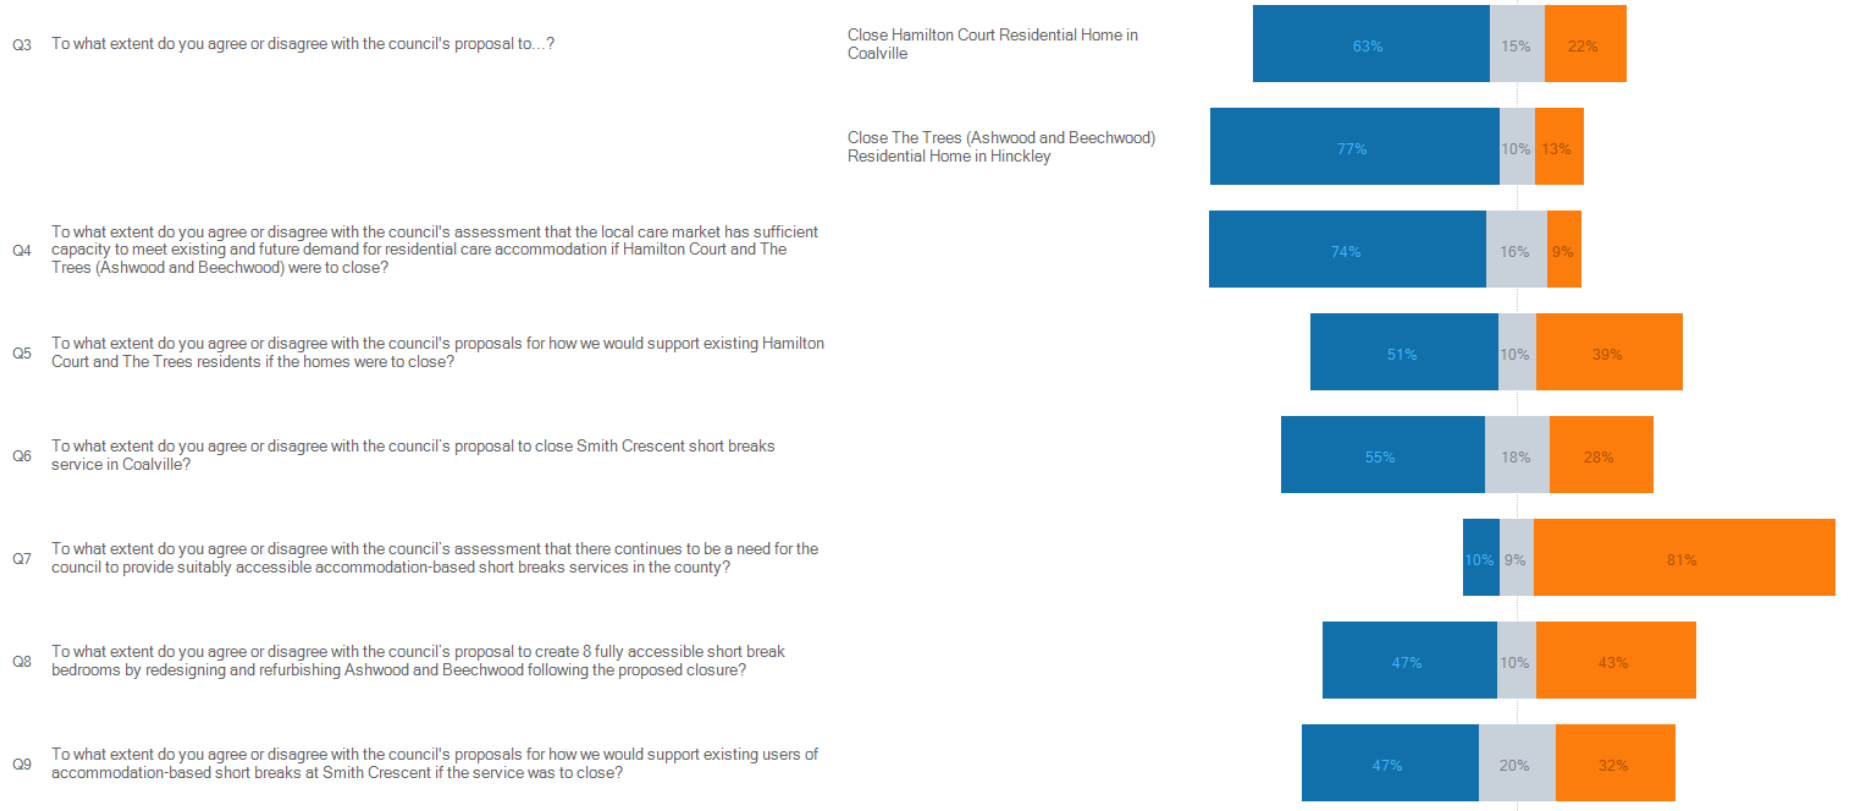 Q3 To what extent do you agree or disagree with the council's proposal to...?
Close Hamilton Court Residential Home in
Coalville
63% 15% 22%
Close The Trees (Ashwood and Beechwood)
Residential Home in Hinckley
77% 10% 13%
Q4 To what extent do you agree or disagree with the council's assessment that the local care market has sufficient
capacity to meet existing and future demand for residential care accommodation if Hamilton Court and The
Trees (Ashwood and Beechwood) were to close?
74% 16% 9%
Q5 To what extent do you agree or disagree with the council's proposals for how we would support existing Hamilton
Court and The Trees residents if the homes were to close?
51% 10% 39%
Q6 To what extent do you agree or disagree with the council's proposal to close Smith Crescent short breaks
service in Coalville?
55% 18% 28%
Q7 To what extent do you agree or disagree with the council's assessment that there continues to be a need for the
council to provide suitably accessible accommodation-based short breaks services in the county?
10% 9% 81%
Q8 To what extent do you agree or disagree with the council's proposal to create 8 fully accessible short break
bedrooms by redesigning and refurbishing Ashwood and Beechwood following the proposed closure?
47% 10% 43%
Q9 To what extent do you agree or disagree with the council's proposals for how we would support existing users of
accommodation-based short breaks at Smith Crescent if the service was to close?
47% 20% 32%